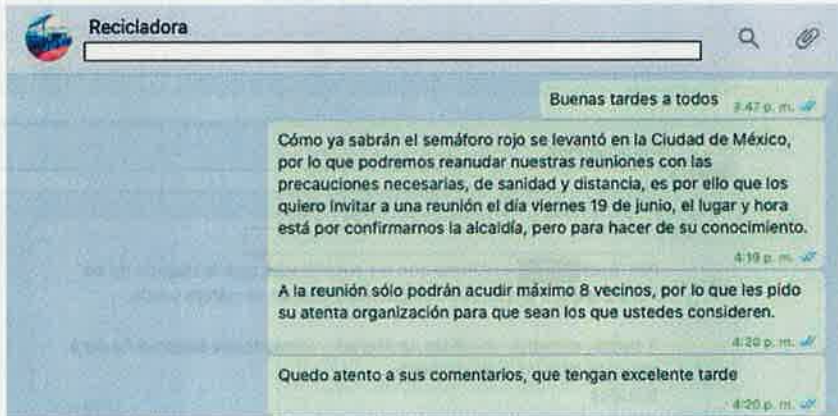 Recicladora
Buenas tardes a todos 3:47 p. m.
Cómo ya sabrán el semáforo rojo se levantó en la Ciudad de México,
por lo que podremos reanudar nuestras reuniones con las
precauciones necesarias, de sanidad y distancia, es por ello que los
quiero invitar a una reunión el día viernes 19 de junio, el lugar y hora
está por confirmarnos la alcaldía, pero para hacer de su conocimiento.
4:19 p. m.
A la reunión sólo podrán acudir máximo 8 vecinos, por lo que les pido
su atenta organización para que sean los que ustedes consideren.
4:20 p. m.
Quedo atento a sus comentarios, que tengan excelente tarde
4:20 p. m.